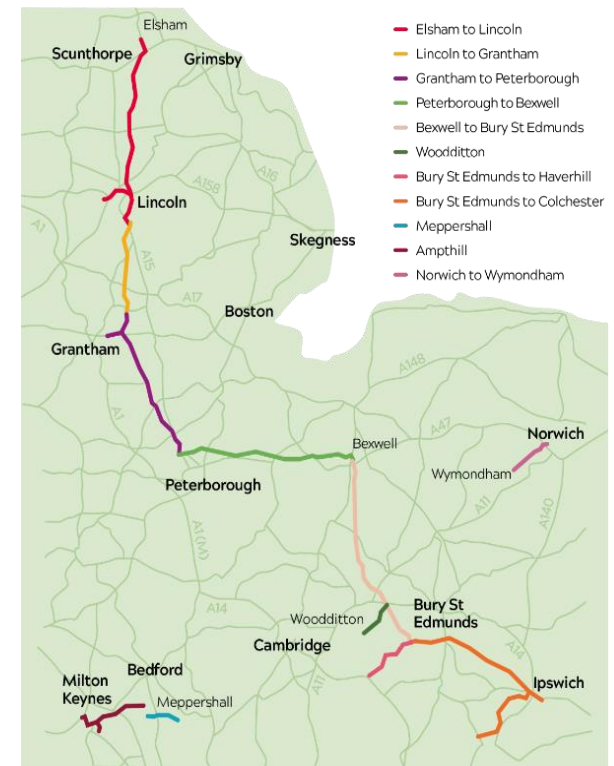 Elsham
Scunthorpe
Grimsby
Elsham to Lincoln
Lincoln to Grantham
Grantham to Peterborough
Peterborough to Bexwell
Bexwell to Bury St Edmunds
Woodditton
Bury St Edmunds to Haverhill
Bury St Edmunds to Colchester
Meppershall
Ampthill
Norwich to Wymondham
A16
A158
Lincoln
A1
A15
Skegness
A17
Boston
Grantham
A148
A1
A47
Norwich
Bexwell
Wymondham
Peterborough
A11
A140
A1(M)
A14
Woodditton
Bury St
Edmunds
Cambridge
A14
A11
Bedford
Milton
Keynes
Meppershall
Ipswich